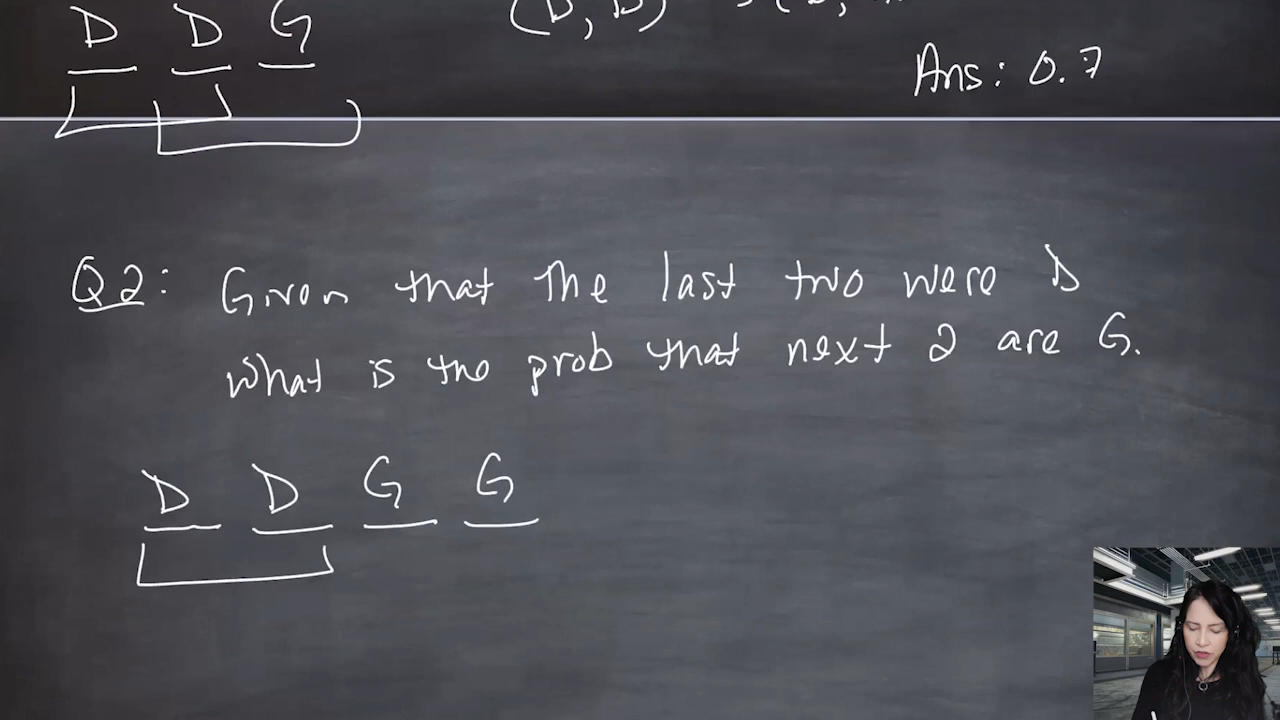 D D G
Ans: 0.7
Q2: Given that the last two were D
What is the prob that next 2 are G.
D D G G